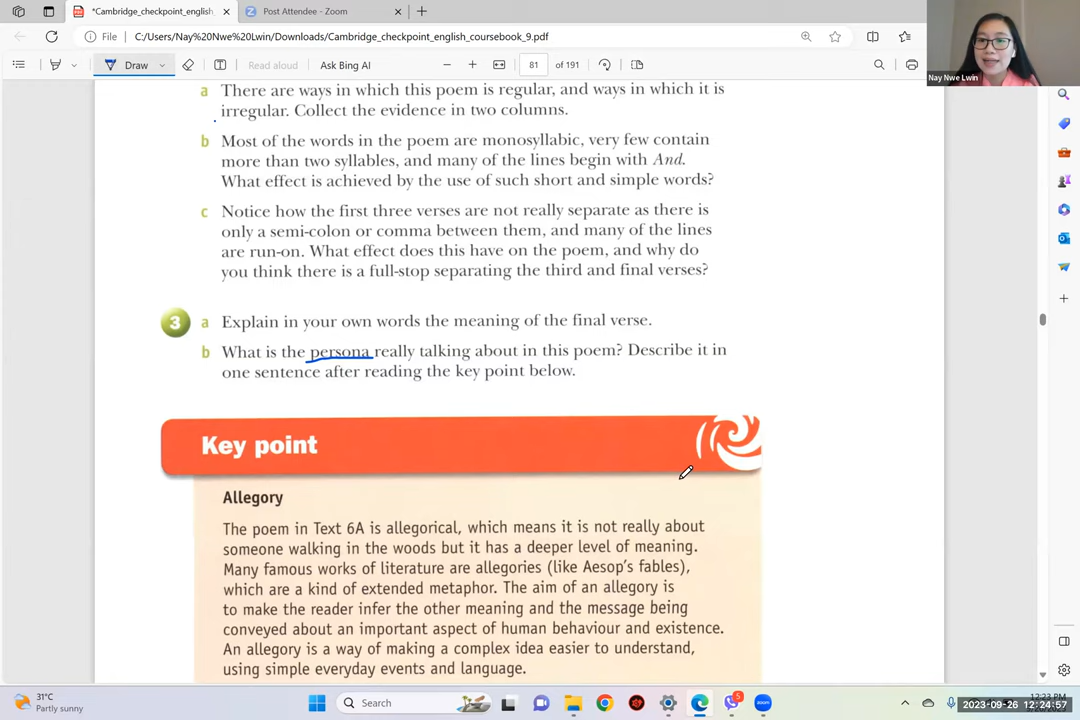 *Cambridge_checkpoint_english
Post Attendee - Zoom
File
C:/Users/Nay%20Nwe%20Lwin/Downloads/Cambridge_checkpoint_english_coursebook_9.pdf
Draw
Read aloud
Ask Bing AI
81
of 191
Nay Nwe Lwin
a There are ways in which this poem is regular, and ways in which it is
irregular. Collect the evidence in two columns.
b Most of the words in the poem are monosyllabic, very few contain
more than two syllables, and many of the lines begin with And.
What effect is achieved by the use of such short and simple words?
c Notice how the first three verses are not really separate as there is
only a semi-colon or comma between them, and many of the lines
are run-on. What effect does this have on the poem, and why do
you think there is a full-stop separating the third and final verses?
3 a Explain in your own words the meaning of the final verse.
b What is the persona really talking about in this poem? Describe it in
one sentence after reading the key point below.
Key point
Allegory
The poem in Text 6A is allegorical, which means it is not really about
someone walking in the woods but it has a deeper level of meaning.
Many famous works of literature are allegories (like Aesop's fables),
which are a kind of extended metaphor. The aim of an allegory is
to make the reader infer the other meaning and the message being
conveyed about an important aspect of human behaviour and existence.
An allegory is a way of making a complex idea easier to understand,
using simple everyday events and language.
31°C
Partly sunny
Search
5
2023-09-26 12:24:57